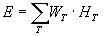 E = ∑_T W_T · H_T